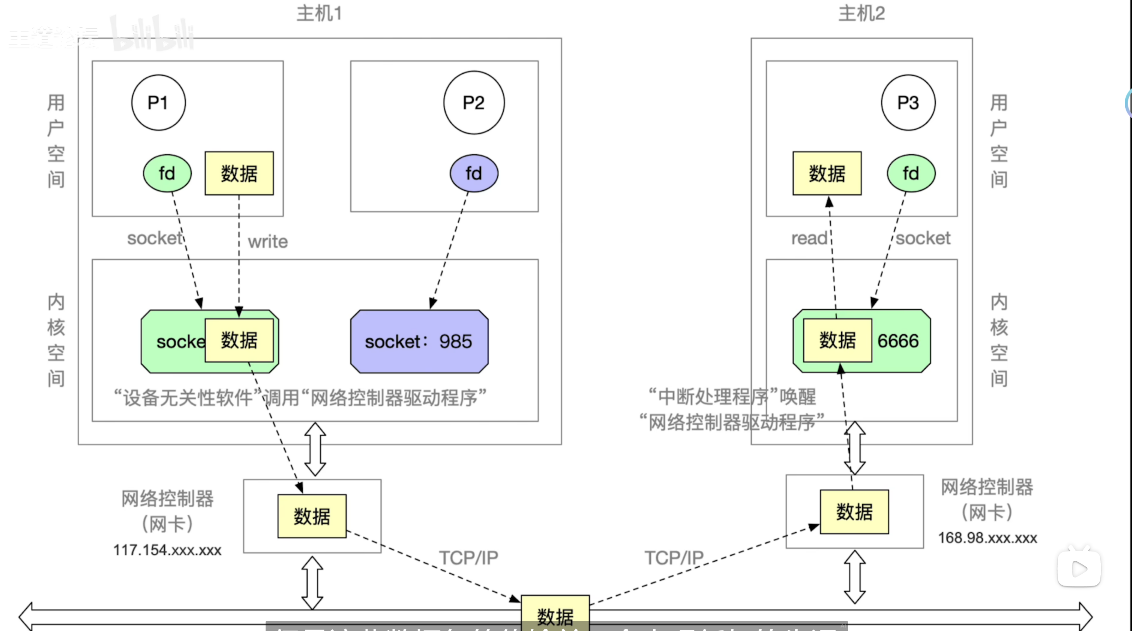 主机1
主机2
bilibili
P1
P2
P3
用户空间
用户空间
fd
数据
fd
数据
fd
socket
write
read
socket
内核空间
内核空间
socke
数据
socket：985
数据
6666
“设备无关性软件”调用“网络控制器驱动程序”
“中断处理程序”唤醒
“网络控制器驱动程序”
网络控制器
（网卡）
117.154.xxx.xxx
数据
数据
网络控制器
（网卡）
168.98.xxx.xxx
TCP/IP
TCP/IP
数据